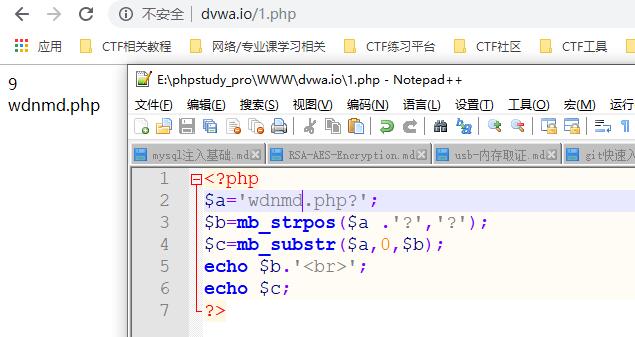 不安全 | dvwa.io/1.php
应用 CTF相关教程 网络/专业课学习相关 CTF练习平台 CTF社区 CTF工具
9
wdnmd.php
E:\phpstudy_pro\WWW\dvwa.io\1.php - Notepad++
文件(F) 编辑(E) 搜索(S) 视图(V) 编码(N) 语言(L) 设置(T) 工具(O) 宏(M) 运行
mysql注入基础.md RSA-AES-Encryption.md usb-内存取证.md git快速入
1 <?php
2 $a='wdnmd.php?';
3 $b=mb_strpos($a .'?','?');
4 $c=mb_substr($a,0,$b);
5 echo $b.'<br>';
6 echo $c;
7 ?>